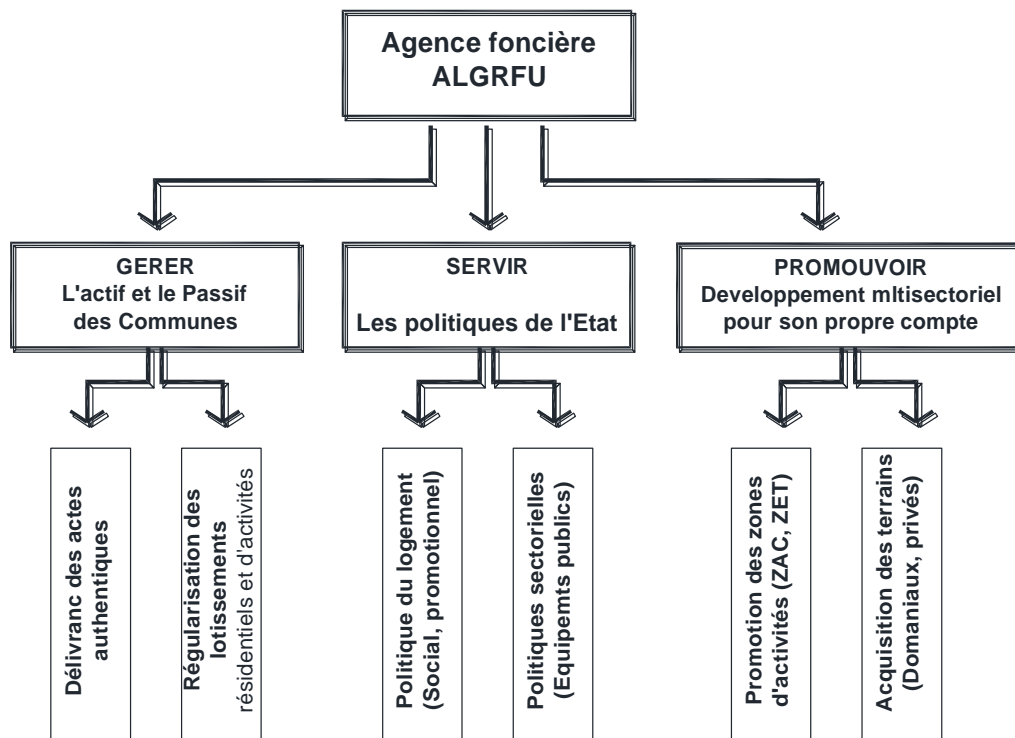 Agence foncière
ALGRFU
GERER
L'actif et le Passif
des Communes
SERVIR
Les politiques de l'Etat
PROMOUVOIR
Developpement mltisectoriel
pour son propre compte
Délivranc des actes
authentiques
Régularisation des
lotissements
résidentiels et d'activités
Politique du logement
(Social, promotionnel)
Politiques sectorielles
(Equipemts publics)
Promotion des zones
d'activités (ZAC, ZET)
Acquisition des terrains
(Domaniaux, privés)